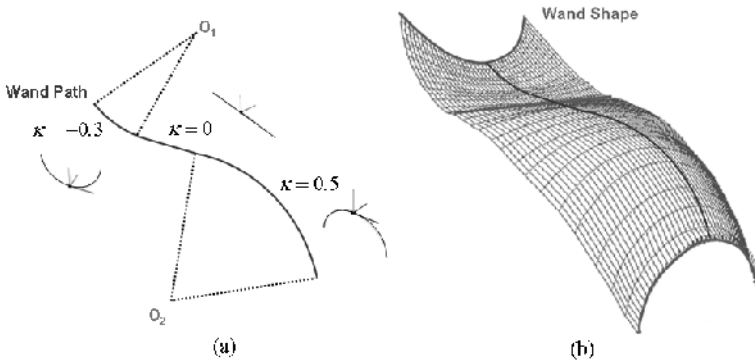 O₁
Wand Path
κ −0.3
κ=0
κ=0.5
O₂
(a)
Wand Shape
(b)